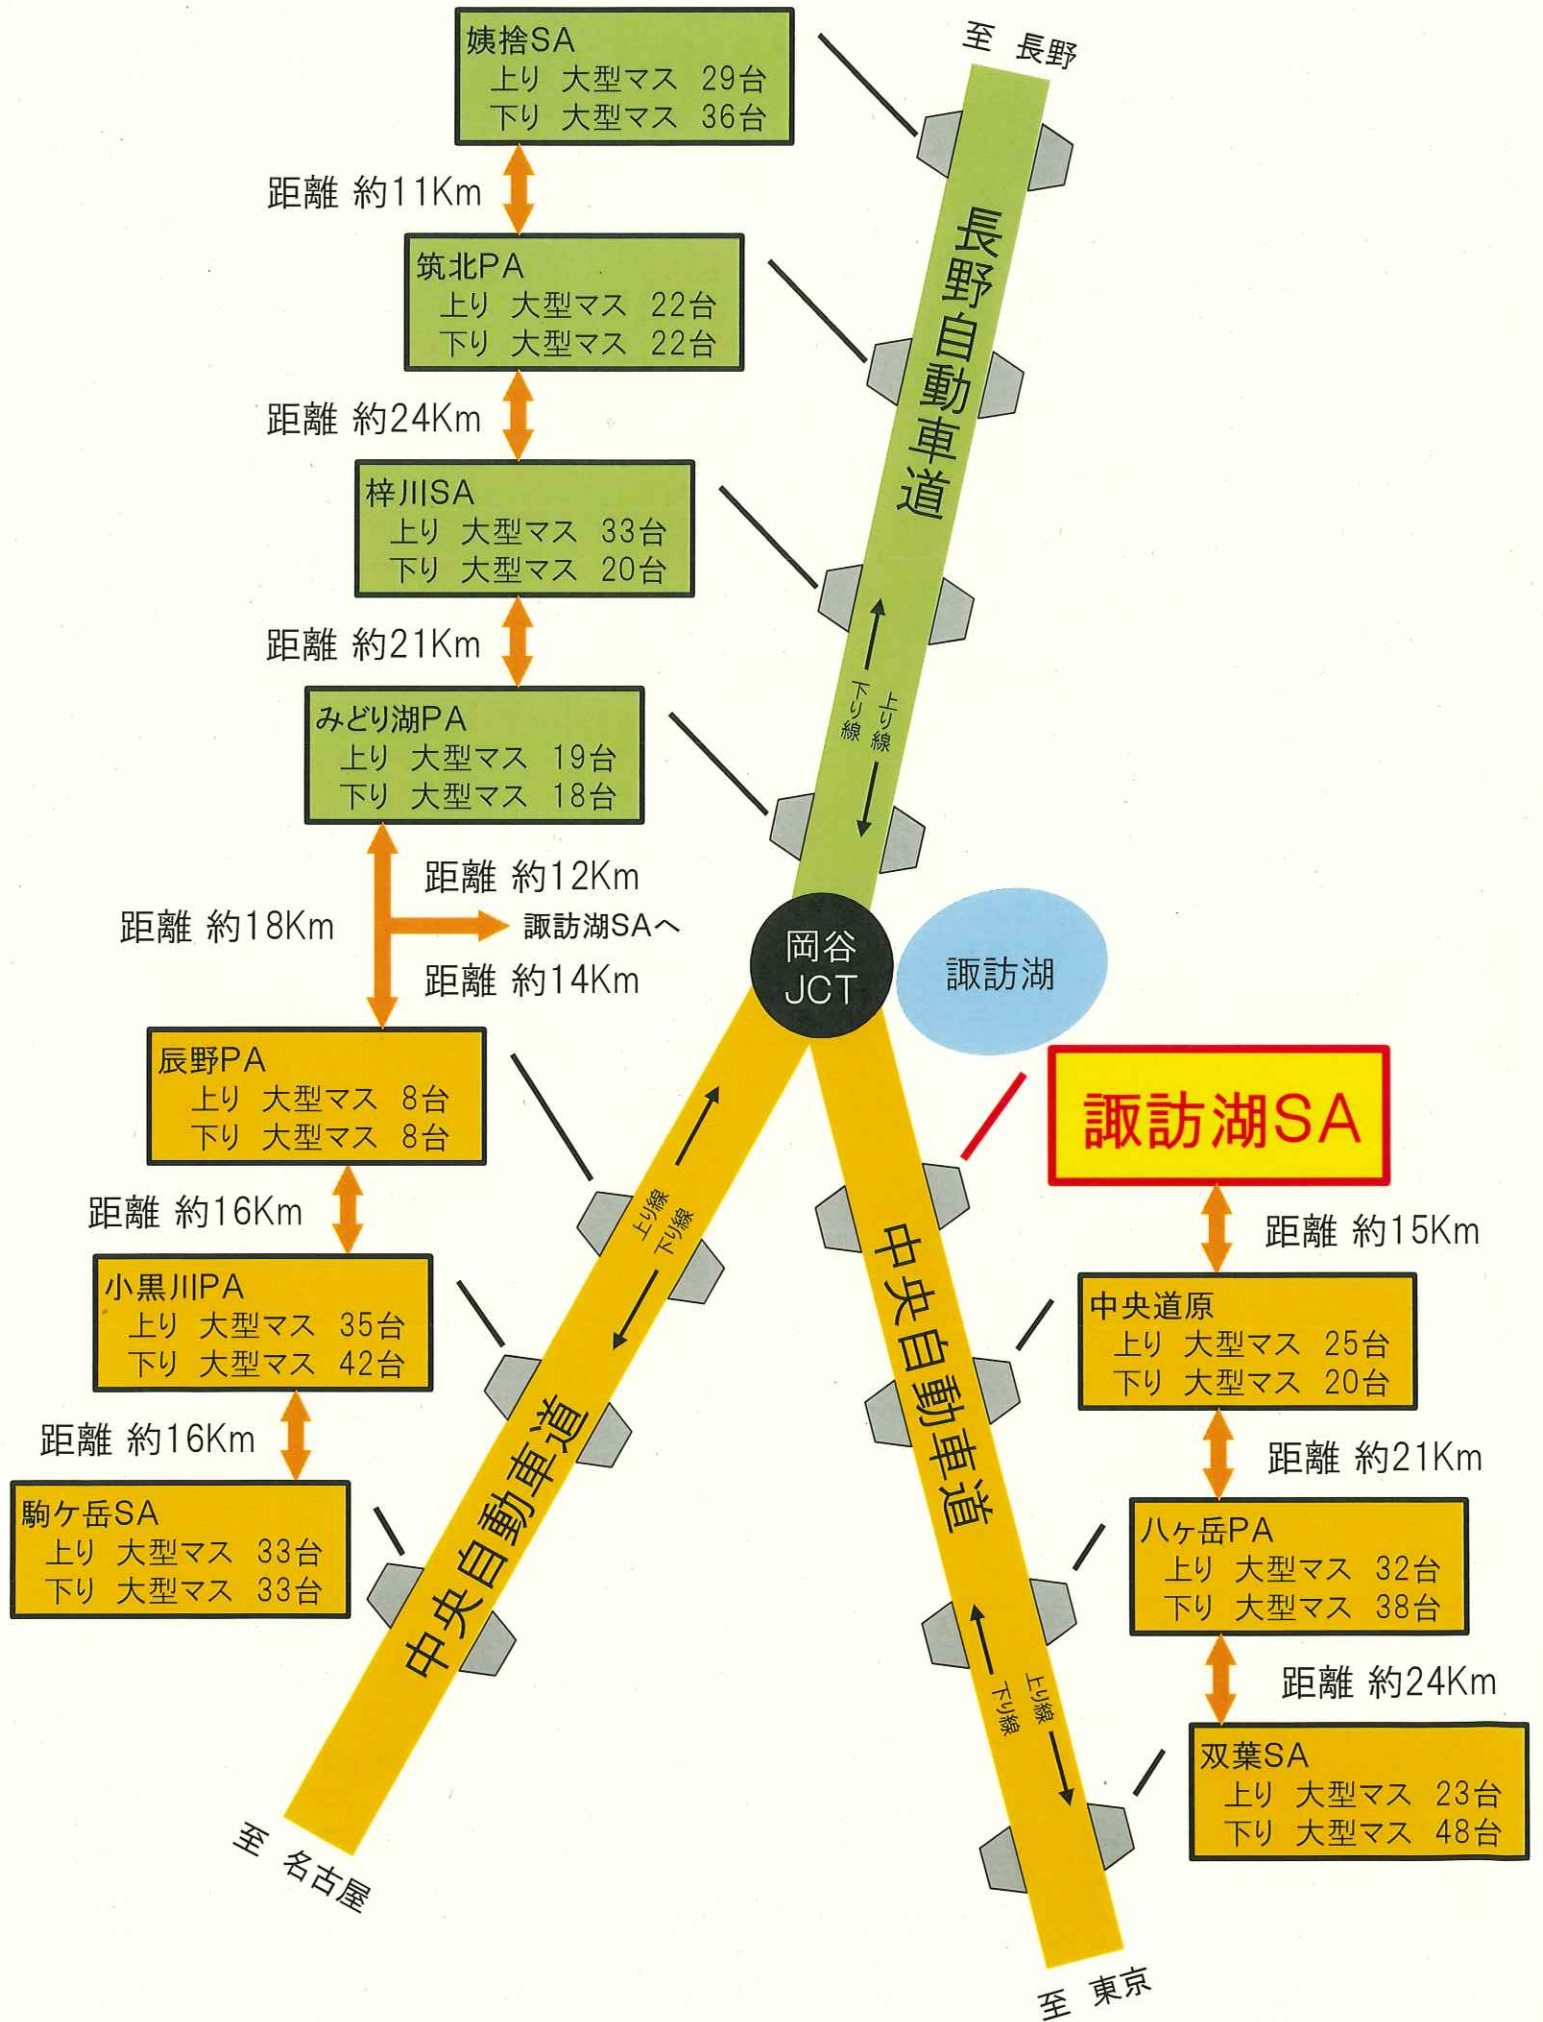 至 長野
姨捨SA
上り 大型マス 29台
下り 大型マス 36台
距離 約11Km
筑北PA
上り 大型マス 22台
下り 大型マス 22台
距離 約24Km
梓川SA
上り 大型マス 33台
下り 大型マス 20台
距離 約21Km
みどり湖PA
上り 大型マス 19台
下り 大型マス 18台
長野自動車道
下り線
上り線
距離 約12Km
距離 約18Km
諏訪湖SAへ
距離 約14Km
岡谷
JCT
諏訪湖
辰野PA
上り 大型マス 8台
下り 大型マス 8台
距離 約16Km
小黒川PA
上り 大型マス 35台
下り 大型マス 42台
距離 約16Km
駒ケ岳SA
上り 大型マス 33台
下り 大型マス 33台
上り線
下り線
中央自動車道
至 名古屋
諏訪湖SA
距離 約15Km
中央道原
上り 大型マス 25台
下り 大型マス 20台
距離 約21Km
八ヶ岳PA
上り 大型マス 32台
下り 大型マス 38台
距離 約24Km
双葉SA
上り 大型マス 23台
下り 大型マス 48台
中央自動車道
下り線
上り線
至 東京